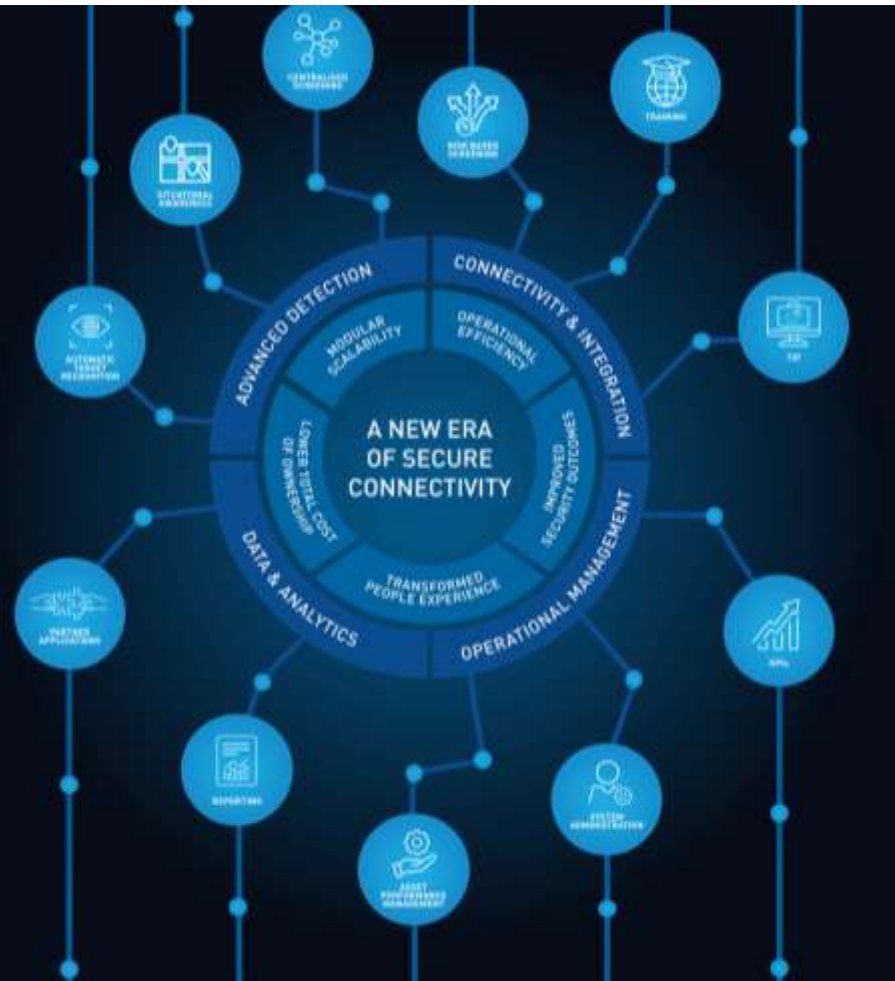 CENTRALISED
SCREENING
RISK BASED
SCREENING
TRAINING
SITUATIONAL
AWARENESS
AUTOMATIC
TARGET
RECOGNITION
ADVANCED DETECTION
CONNECTIVITY & INTEGRATION
MODULAR
SCALABILITY
OPERATIONAL
EFFICIENCY
A NEW ERA
OF SECURE
CONNECTIVITY
LOWER TOTAL COST
OF OWNERSHIP
IMPROVED
SECURITY OUTCOMES
TRANSFORMED
PEOPLE EXPERIENCE
DATA & ANALYTICS
OPERATIONAL MANAGEMENT
PARTNER
APPLICATIONS
KPIs
REPORTING
SYSTEM
ADMINISTRATION
ASSET
PERFORMANCE
MANAGEMENT